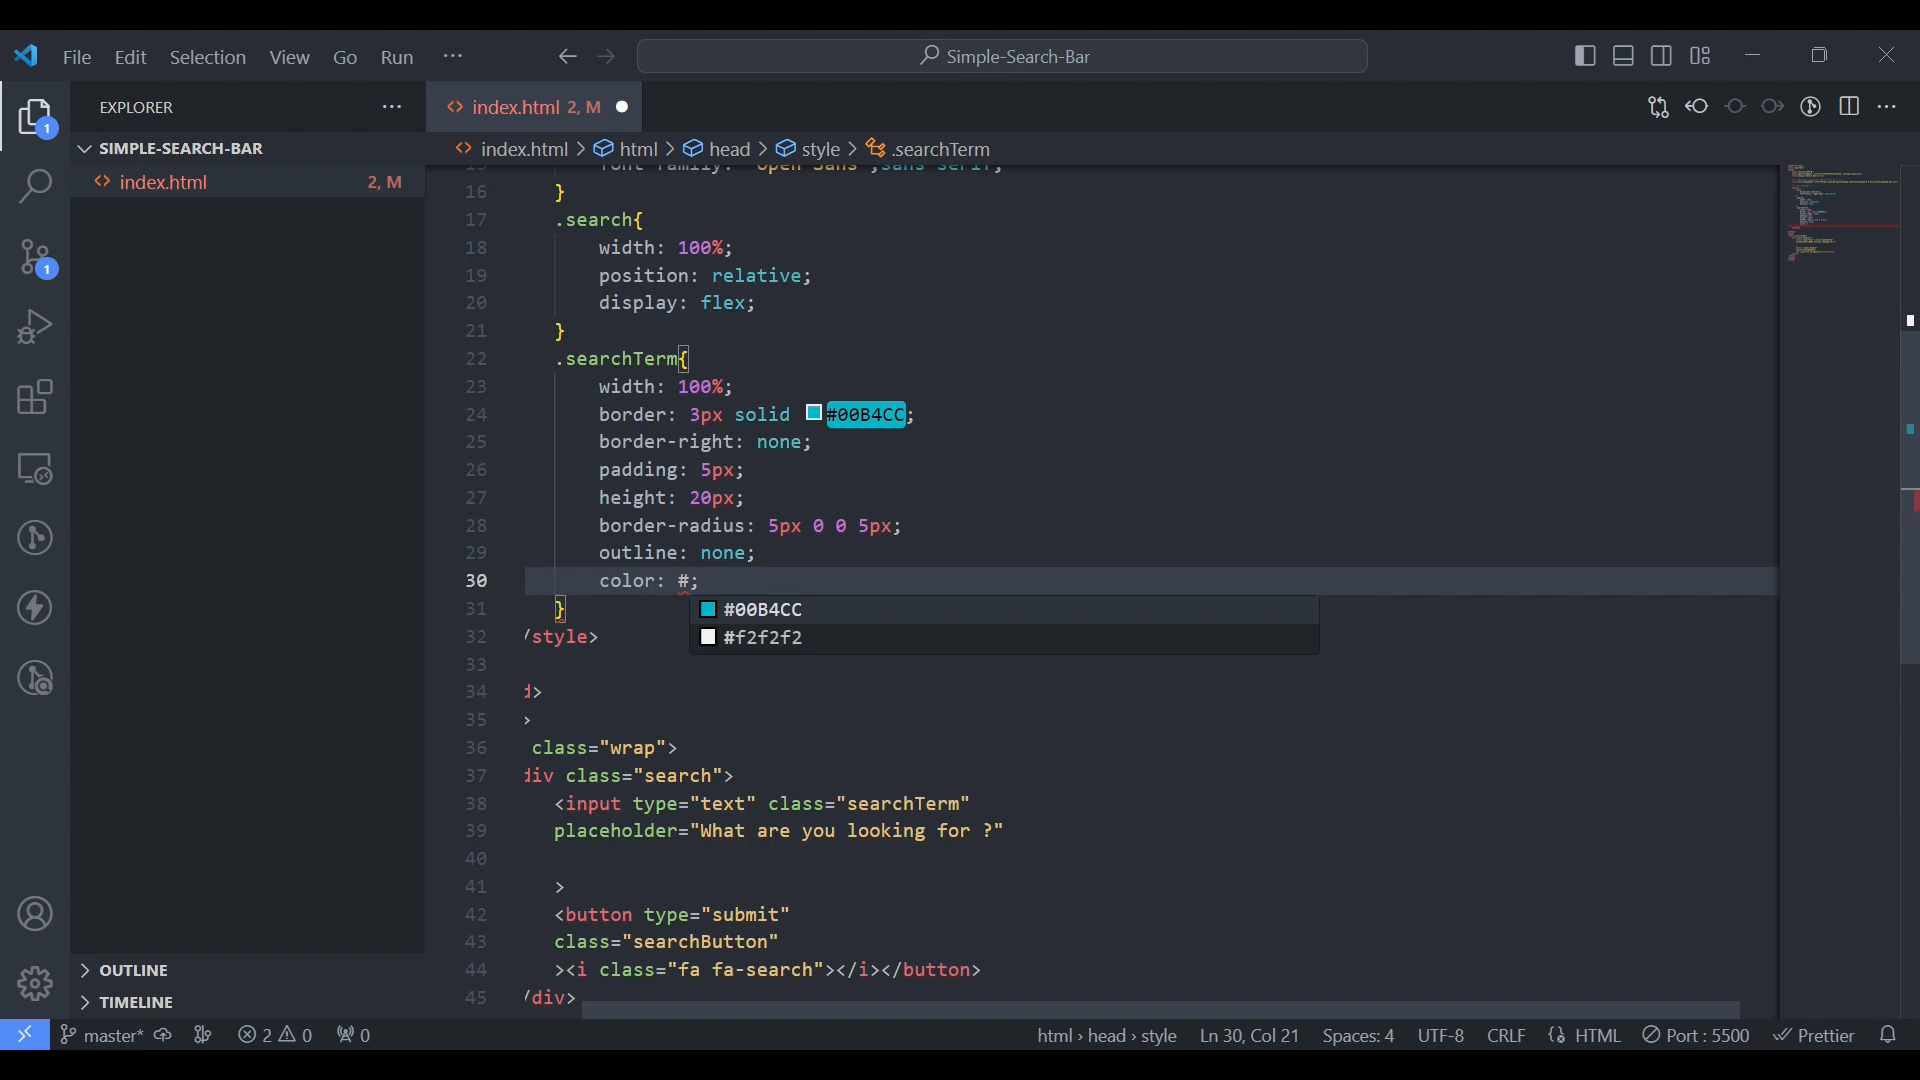 File Edit Selection View Go Run ···
Simple-Search-Bar
EXPLORER ···
SIMPLE-SEARCH-BAR
index.html 2, M
OUTLINE
TIMELINE
index.html 2, M
index.html > html > head > style > .searchTerm
16 }
17 .search{
18 width: 100%;
19 position: relative;
20 display: flex;
21 }
22 .searchTerm{
23 width: 100%;
24 border: 3px solid #00B4CC;
25 border-right: none;
26 padding: 5px;
27 height: 20px;
28 border-radius: 5px 0 0 5px;
29 outline: none;
30 color: #;
#00B4CC
#f2f2f2
31 }
32 /style>
33
34 d>
35 >
36 class="wrap">
37 div class="search">
38 <input type="text" class="searchTerm"
39 placeholder="What are you looking for ?"
40
41 >
42 <button type="submit"
43 class="searchButton"
44 ><i class="fa fa-search"></i></button>
45 /div>
master* 2 0 0 html › head › style Ln 30, Col 21 Spaces: 4 UTF-8 CRLF HTML Port : 5500 Prettier